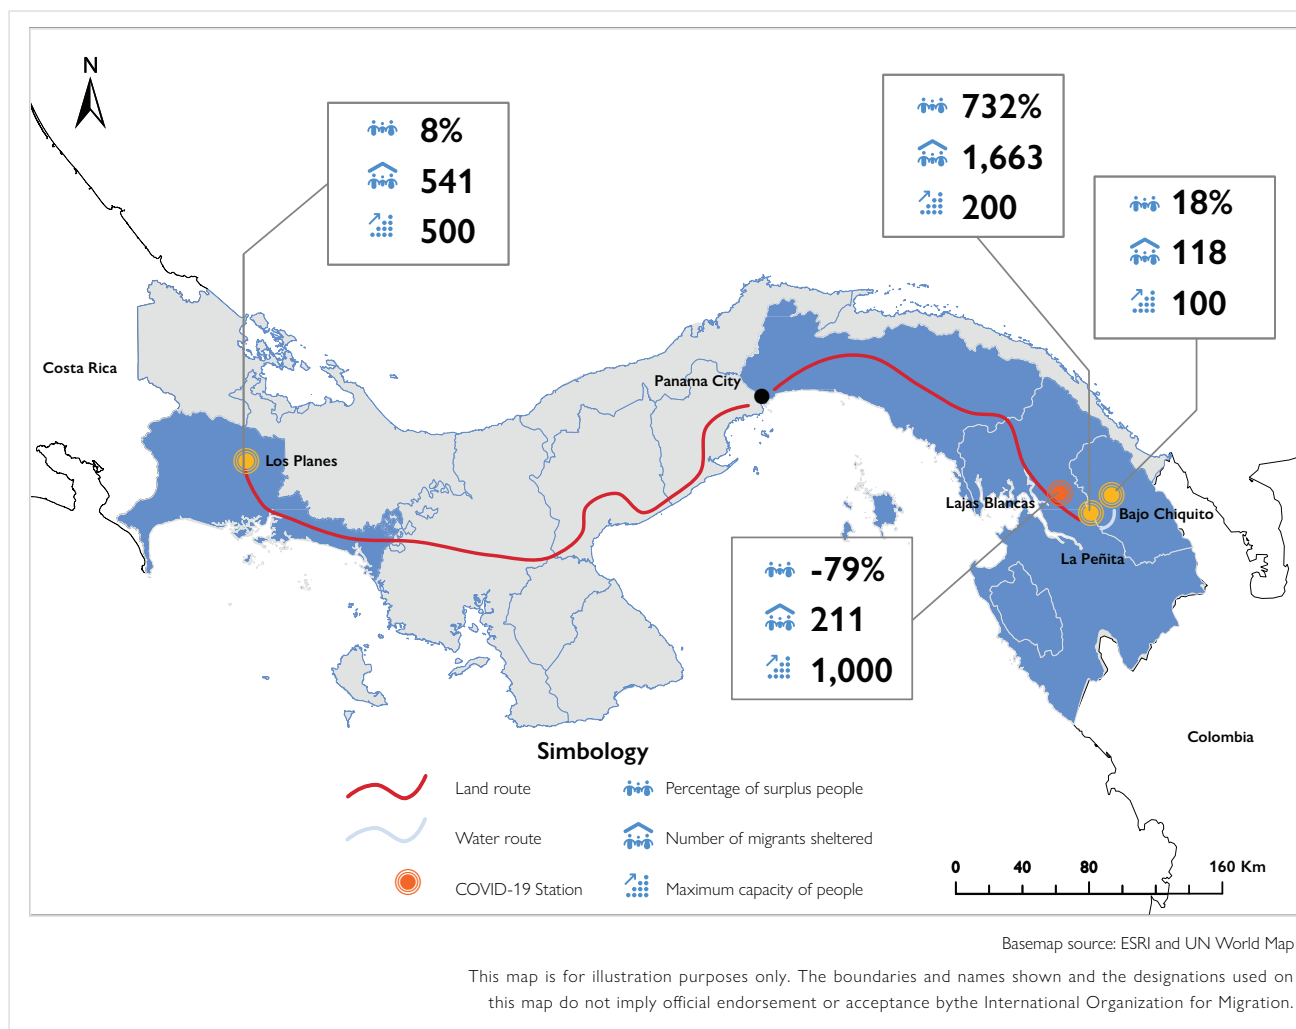 N
8%
541
500
732%
1,663
200
18%
118
100
Costa Rica
Panama City
Los Planes
Lajas Blancas
Bajo Chiquito
La Peñita
-79%
211
1,000
Colombia
Simbology
Land route
Percentage of surplus people
Water route
Number of migrants sheltered
COVID-19 Station
Maximum capacity of people
0 40 80 160 Km
Basemap source: ESRI and UN World Map
This map is for illustration purposes only. The boundaries and names shown and the designations used on
this map do not imply official endorsement or acceptance bythe International Organization for Migration.